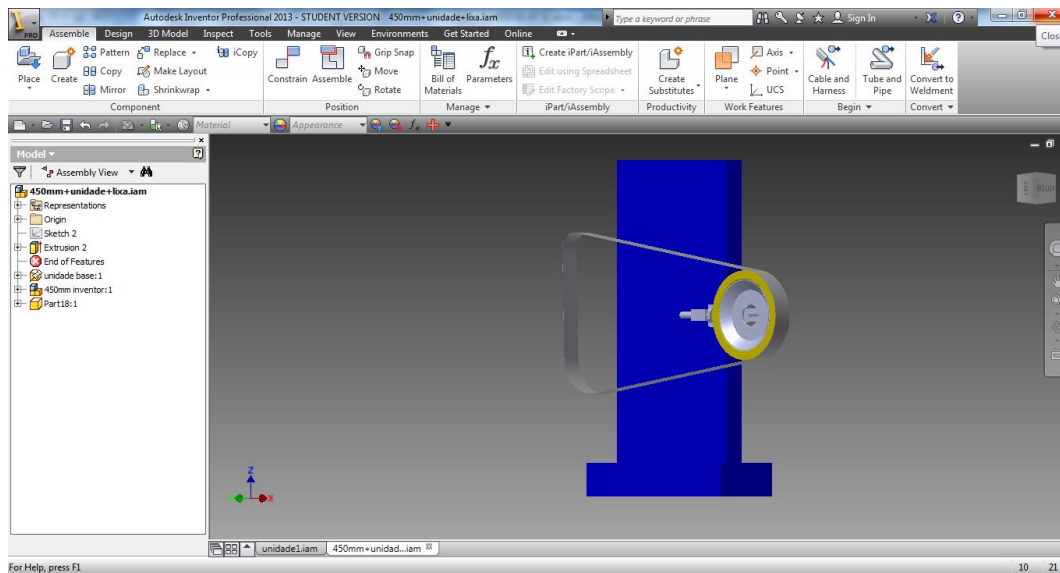 Autodesk Inventor Professional 2013 - STUDENT VERSION 450mm+unidade+lixa.iam
Type a keyword or phrase
Sign In
PRO
Assemble Design 3D Model Inspect Tools Manage View Environments Get Started Online
Close
Place
Create
Pattern
Copy
Mirror
Replace
Make Layout
Shrinkwrap
iCopy
Component
Constrain
Assemble
Grip Snap
Move
Rotate
Position
Bill of Materials
Parameters
Manage
Create iPart/iAssembly
Edit using Spreadsheet
Edit Factory Scope
iPart/iAssembly
Create Substitutes
Productivity
Plane
Axis
Point
UCS
Work Features
Cable and Harness
Tube and Pipe
Begin
Convert to Weldment
Convert
Material
Appearance
Model
Assembly View
450mm+unidade+lixa.iam
Representations
Origin
Sketch 2
Extrusion 2
End of Features
unidade base:1
450mm inventor:1
Part18:1
Z
X
unidade1.iam
450mm+unidad...iam
For Help, press F1
10 21